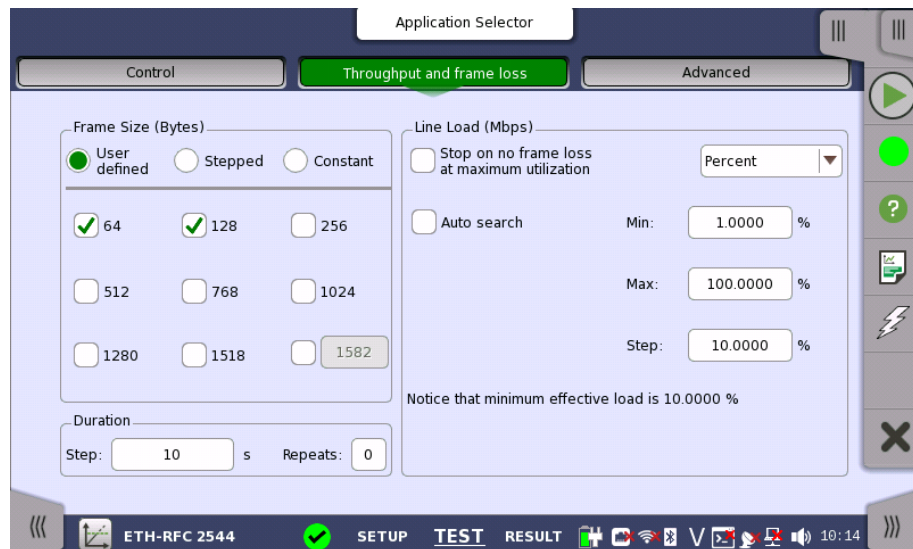 Application Selector
Control
Throughput and frame loss
Advanced
Frame Size (Bytes)
User defined
Stepped
Constant
64
128
256
512
768
1024
1280
1518
1582
Duration
Step: 10 s Repeats: 0
Line Load (Mbps)
Stop on no frame loss
at maximum utilization
Percent
Auto search
Min: 1.0000 %
Max: 100.0000 %
Step: 10.0000 %
Notice that minimum effective load is 10.0000 %
ETH-RFC 2544
SETUP TEST RESULT
10:14